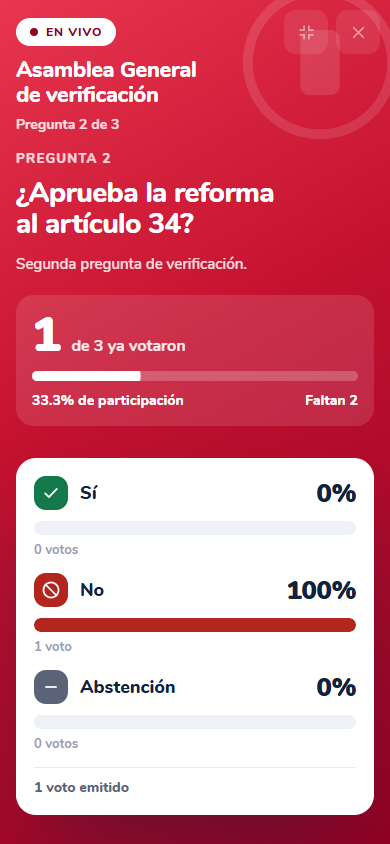 EN VIVO
Asamblea General
de verificación
Pregunta 2 de 3
PREGUNTA 2
¿Aprueba la reforma
al artículo 34?
Segunda pregunta de verificación.
1 de 3 ya votaron
33.3% de participación Faltan 2
Sí 0%
0 votos
No 100%
1 voto
Abstención 0%
0 votos
1 voto emitido